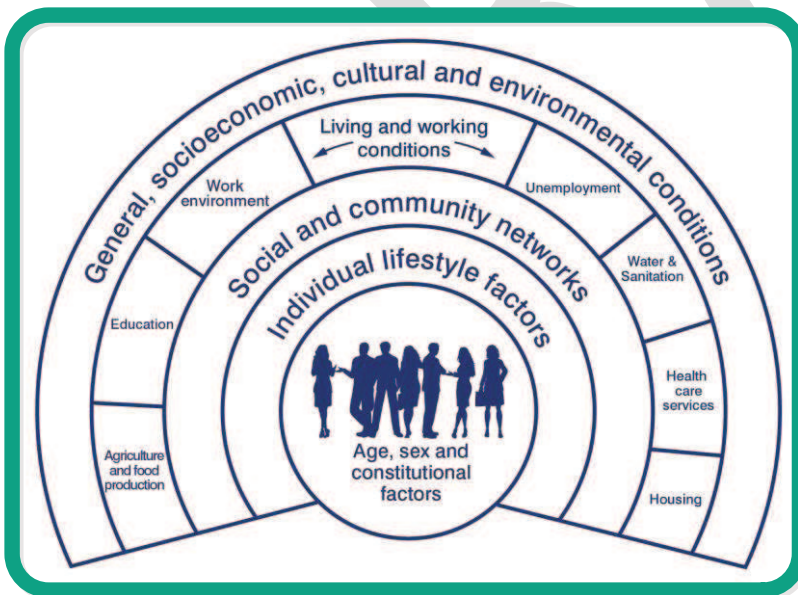 General, socioeconomic, cultural and environmental conditions
Living and working
conditions
Work
environment
Unemployment
Education
Water &
Sanitation
Agriculture
and food
production
Health
care
services
Housing
Social and community networks
Individual lifestyle factors
Age, sex and
constitutional
factors